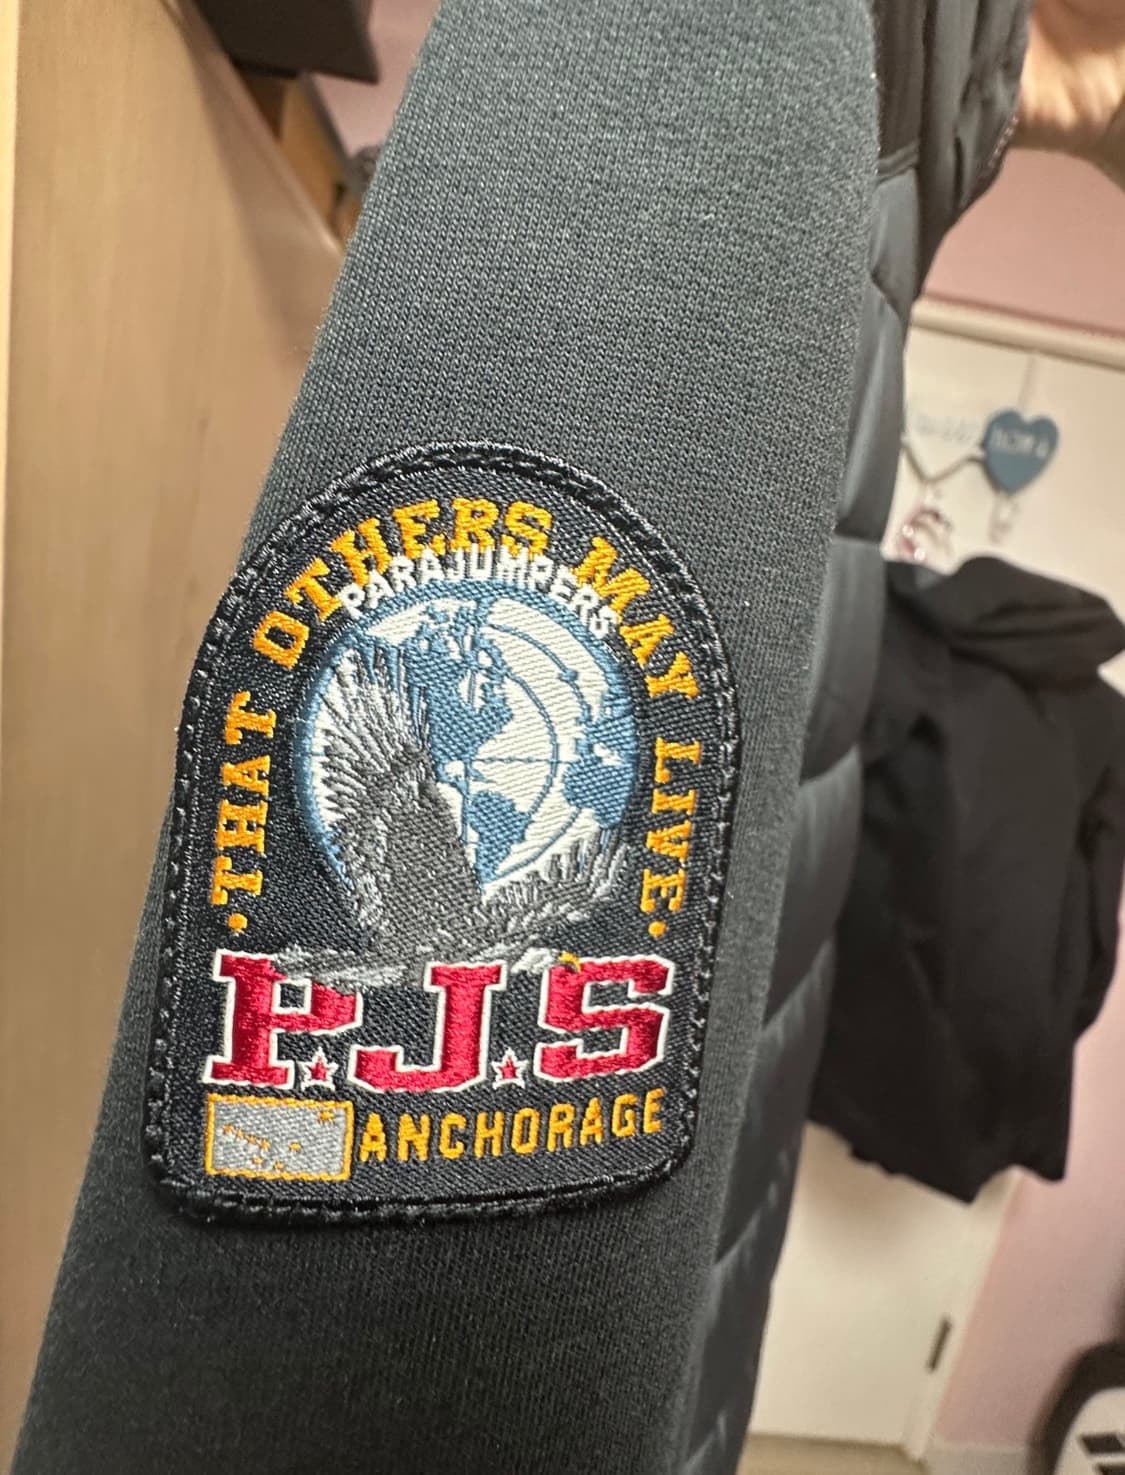 ·THAT OTHERS MAY LIVE·
PARAJUMPERS
P.J.S
ANCHORAGE